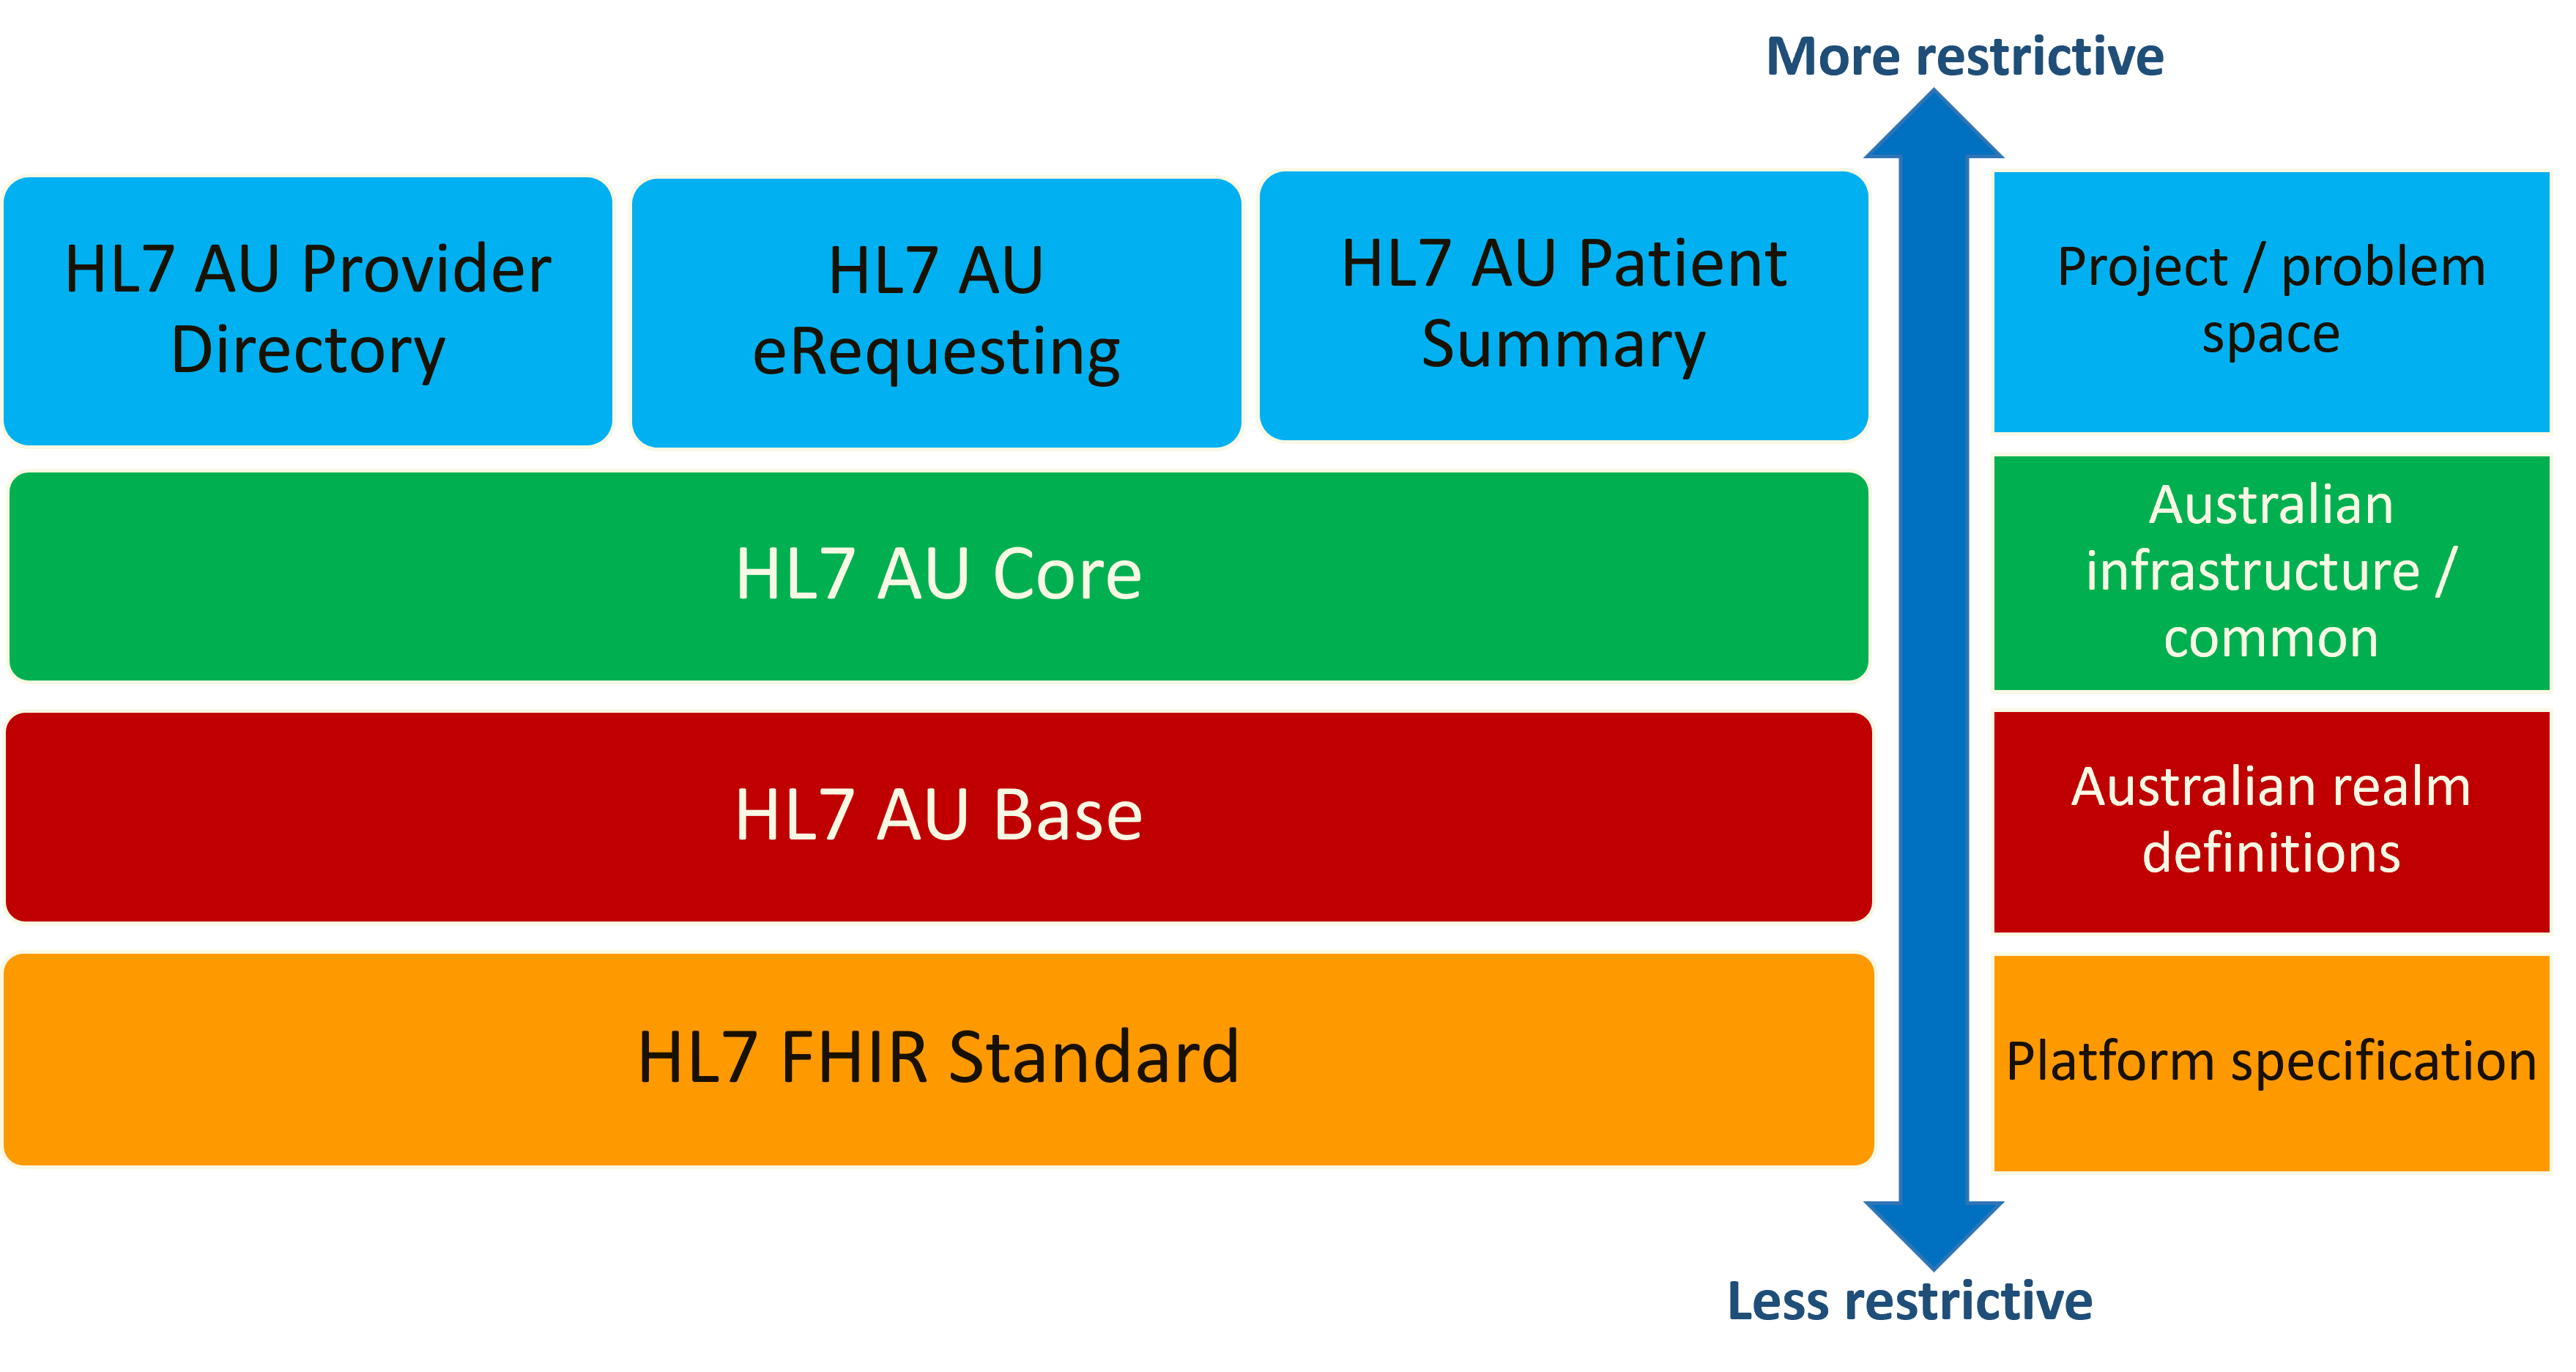 More restrictive
HL7 AU Provider
Directory
HL7 AU
eRequesting
HL7 AU Patient
Summary
Project / problem
space
HL7 AU Core
Australian
infrastructure /
common
HL7 AU Base
Australian realm
definitions
HL7 FHIR Standard
Platform specification
Less restrictive